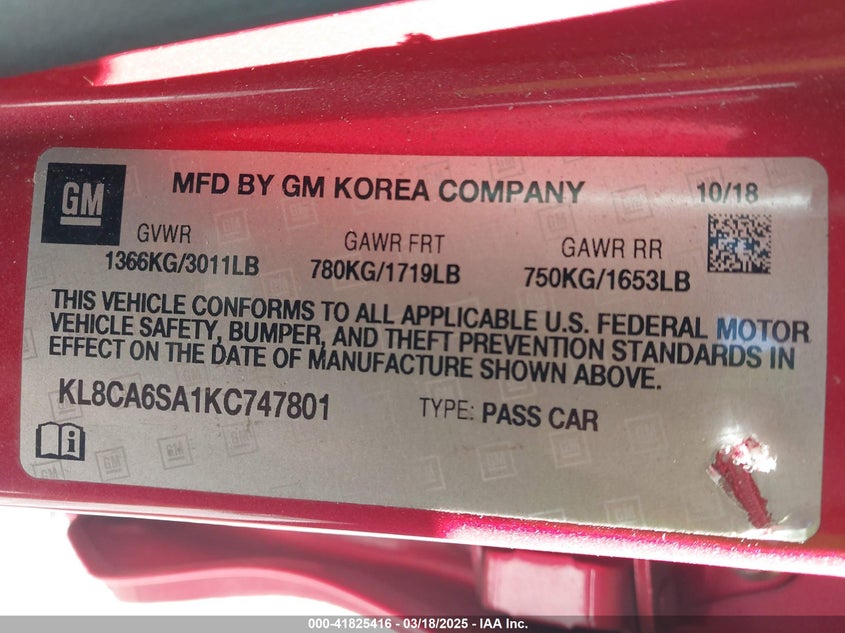 GM
MFD BY GM KOREA COMPANY
10/18
GVWR
1366KG/3011LB
GAWR FRT
780KG/1719LB
GAWR RR
750KG/1653LB
THIS VEHICLE CONFORMS TO ALL APPLICABLE U.S. FEDERAL MOTOR
VEHICLE SAFETY, BUMPER, AND THEFT PREVENTION STANDARDS IN
EFFECT ON THE DATE OF MANUFACTURE SHOWN ABOVE.
KL8CA6SA1KC747801
TYPE: PASS CAR
000-41825416 - 03/18/2025 - IAA Inc.